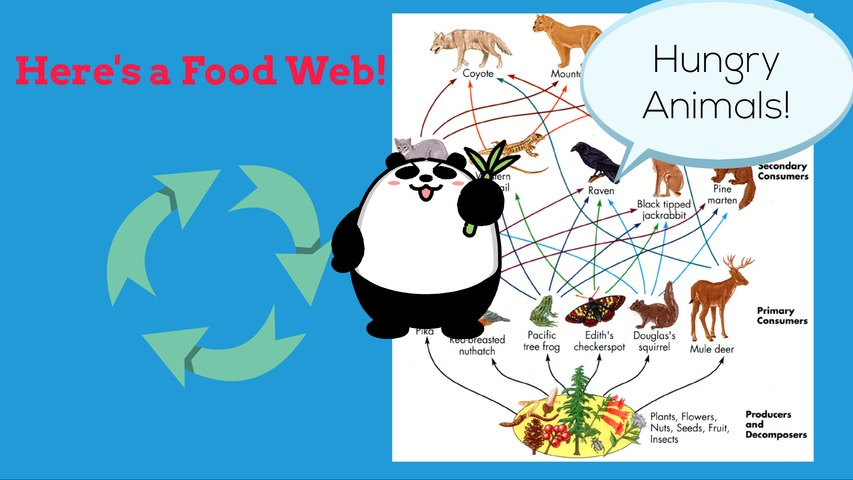 Here's a Food Web!
Hungry
Animals!
Coyote
Secondary
Consumers
Raven
Pine
marten
Black tipped
jackrabbit
Primary
Consumers
Pika
Red-breasted
nuthatch
Pacific
tree frog
Edith's
checkerspot
Douglas's
squirrel
Mule deer
Plants, Flowers,
Nuts, Seeds, Fruit,
Insects
Producers
and
Decomposers